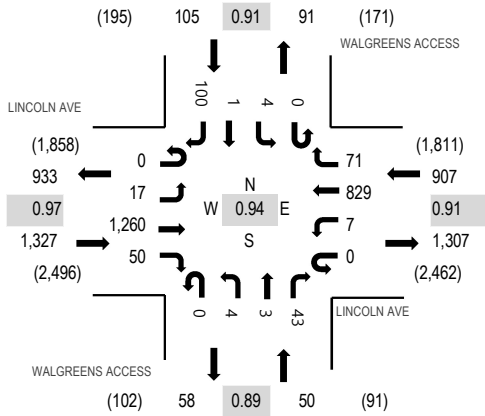 (195) 105 0.91 91 (171)
WALGREENS ACCESS
100 1 4 0
LINCOLN AVE
(1,858) (1,811)
0 71
933 907
17 829
N
0.97 W 0.94 E 0.91
1,260 7
S
1,327 1,307
50 0
(2,496) (2,462)
0 4 3 43
LINCOLN AVE
WALGREENS ACCESS
(102) 58 0.89 50 (91)